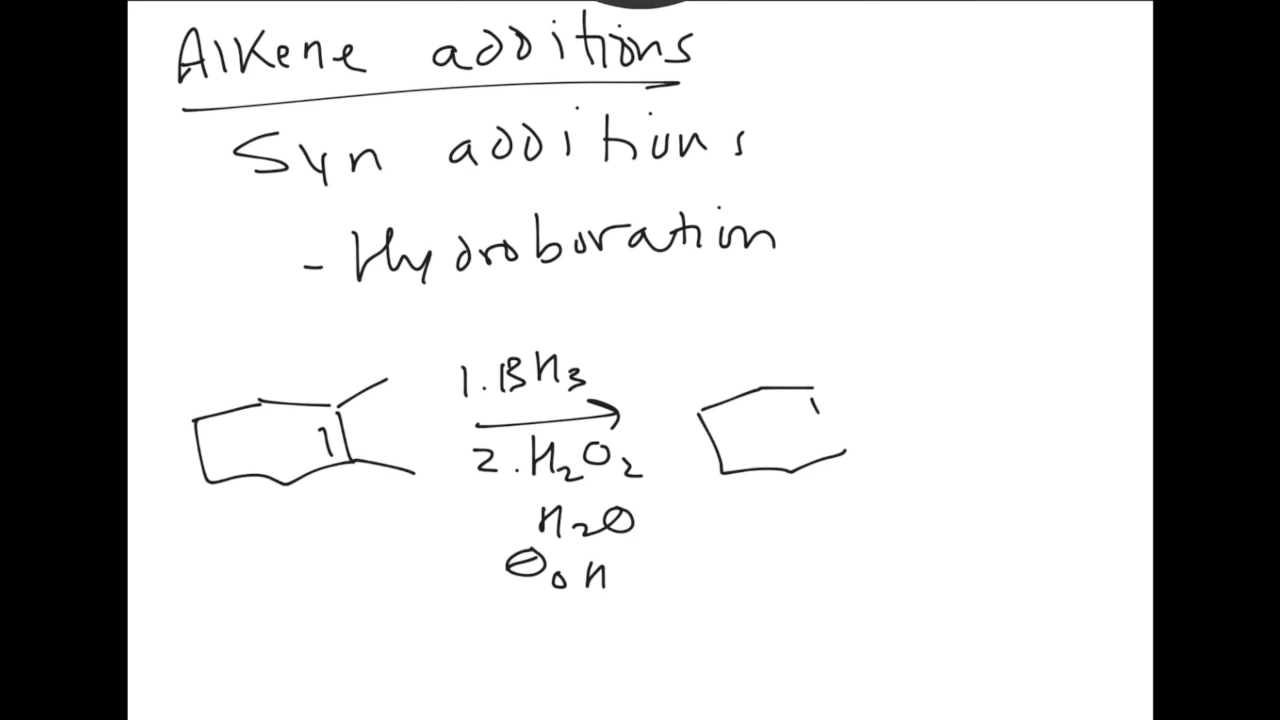 Alkene additions
Syn additions
- Hydroboration
1. BH3
2. H2O2
H2O
⊖OH